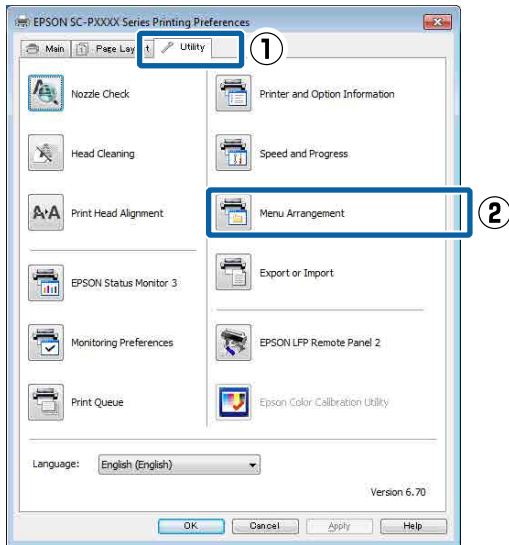 EPSON SC-PXXXX Series Printing Preferences
Main
Page Lay t
Utility
①
Nozzle Check
Printer and Option Information
Head Cleaning
Speed and Progress
A·A
Print Head Alignment
Menu Arrangement
②
EPSON Status Monitor 3
Export or Import
Monitoring Preferences
EPSON LFP Remote Panel 2
Print Queue
Epson Color Calibration Utility
Language:
English (English)
Version 6.70
OK
Cancel
Apply
Help